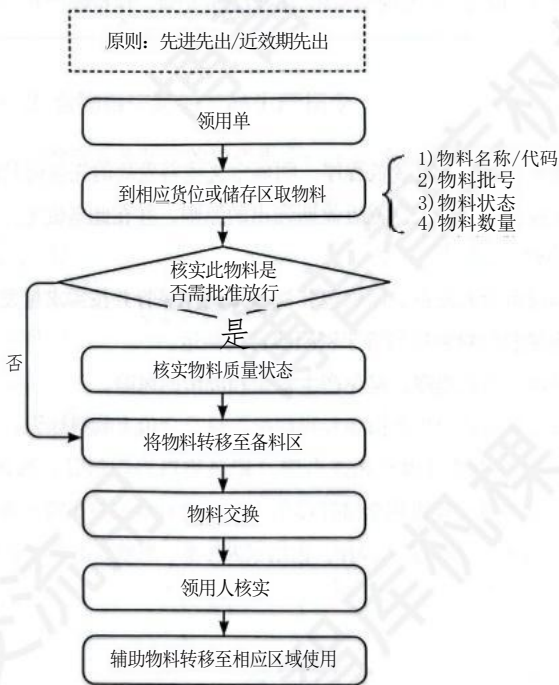 原则：先进先出/近效期先出
领用单
到相应货位或储存区取物料
1)物料名称/代码
2)物料批号
3)物料状态
4)物料数量
核实此物料是
否需批准放行
是
否
核实物料质量状态
将物料转移至备料区
物料交换
领用人核实
辅助物料转移至相应区域使用